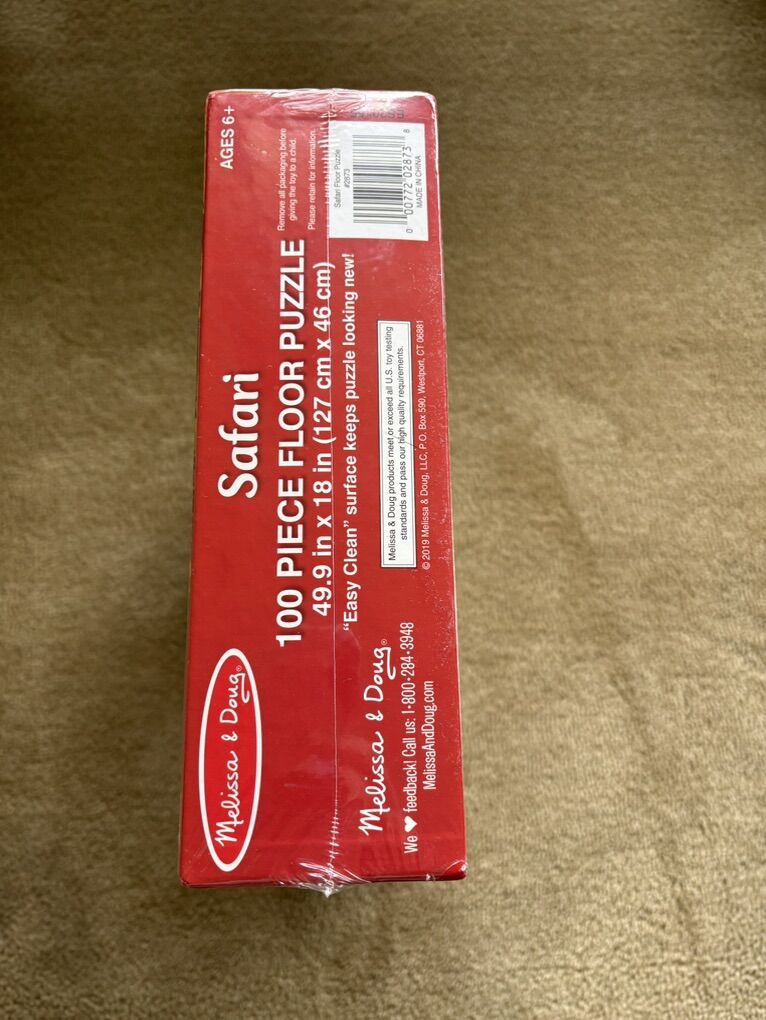 Melissa & Doug®
Safari
100 PIECE FLOOR PUZZLE
49.9 in x 18 in (127 cm x 46 cm)
"Easy Clean" surface keeps puzzle looking new!
AGES 6+
Remove all packaging before
giving the toy to a child.
Please retain for information.
Safari Floor Puzzle
#2873
0 00772 02873 8
MADE IN CHINA
Melissa & Doug®
We ♥ feedback! Call us: 1•800•284•3948
MelissaAndDoug.com
Melissa & Doug products meet or exceed all U.S. toy testing
standards and pass our high quality requirements.
© 2019 Melissa & Doug, LLC, P.O. Box 590, Westport, CT 06881